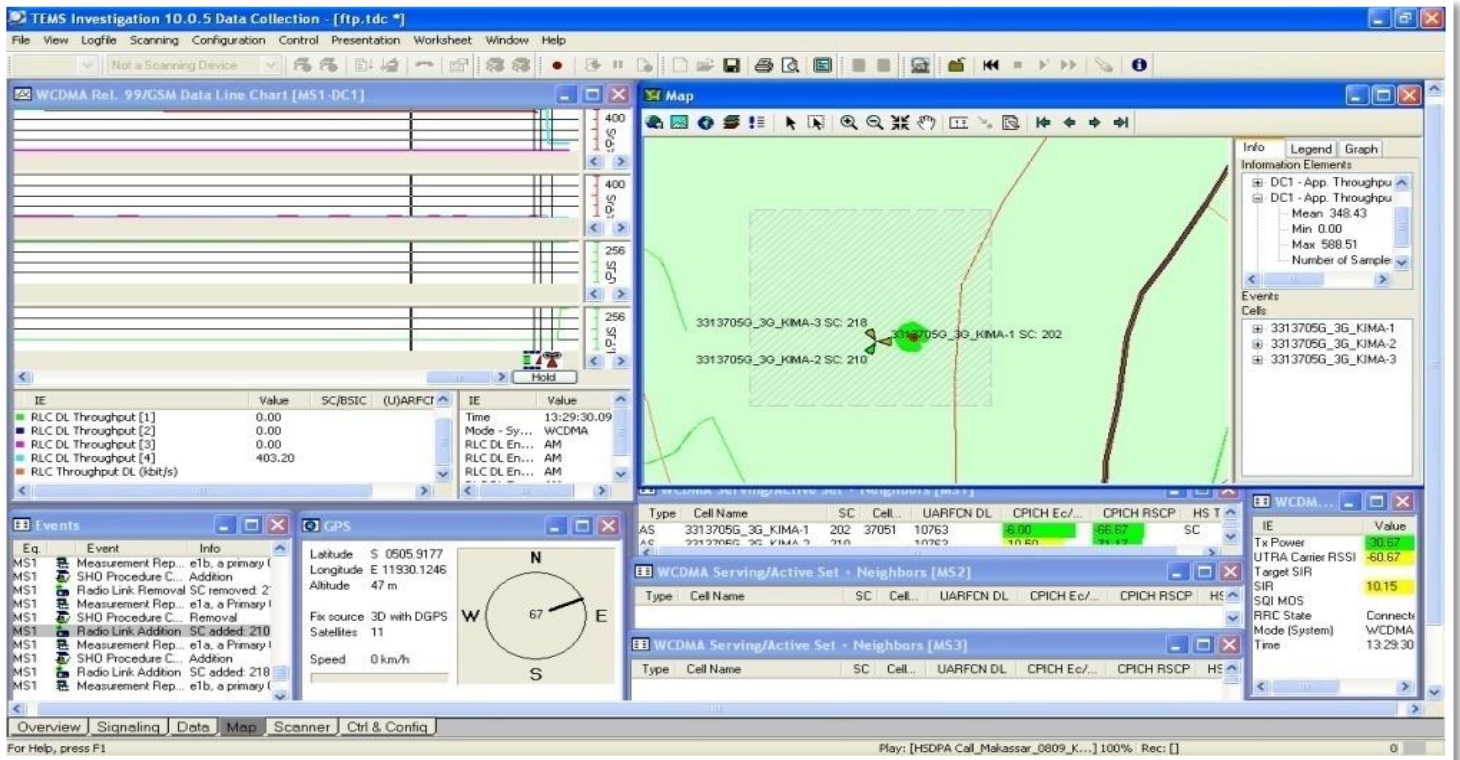 TEMS Investigation 10.0.5 Data Collection - [ftp.tdc *]
File View Logfile Scanning Configuration Control Presentation Worksheet Window Help
Not a Scanning Device
WCDMA Rel. 99/GSM Data Line Chart [MS1-DC1]
400
400
256
256
Hold
IE Value SC/BSIC (U)ARFCN
RLC DL Throughput [1] 0.00
RLC DL Throughput [2] 0.00
RLC DL Throughput [3] 0.00
RLC DL Throughput [4] 403.20
RLC Throughput DL (kbit/s)
IE Value
Time 13:29:30.09
Mode - Sy... WCDMA
RLC DL En... AM
RLC DL En... AM
RLC DL En... AM
Map
3313705G_3G_KIMA-3 SC: 218
3313705G_3G_KIMA-1 SC: 202
3313705G_3G_KIMA-2 SC: 210
Info Legend Graph
Information Elements
DC1 - App. Throughpu
DC1 - App. Throughpu
Mean 348.43
Min 0.00
Max 588.51
Number of Sample
Events
Cells
3313705G_3G_KIMA-1
3313705G_3G_KIMA-2
3313705G_3G_KIMA-3
Events
Eq. Event Info
MS1 Measurement Rep... e1b, a primary (
MS1 SHO Procedure C... Addition
MS1 Radio Link Removal SC removed: 2
MS1 Measurement Rep... e1a, a Primary (
MS1 SHO Procedure C... Removal
MS1 Radio Link Addition SC added: 210
MS1 Measurement Rep... e1a, a Primary (
MS1 SHO Procedure C... Addition
MS1 Radio Link Addition SC added: 218
MS1 Measurement Rep... e1b, a primary (
GPS
Latitude S 0505.9177
Longitude E 11930.1246
Altitude 47 m
Fix source 3D with DGPS
Satellites 11
Speed 0 km/h
N
W 67 E
S
WCDMA Serving/Active Set + Neighbors [MS1]
Type Cell Name SC Cell... UARFCN DL CPICH Ec/... CPICH RSCP HS T
AS 3313705G_3G_KIMA-1 202 37051 10763 -6.00 -66.67 SC
AS 3313705G_3G_KIMA-2 210 10763
WCDMA Serving/Active Set + Neighbors [MS2]
Type Cell Name SC Cell... UARFCN DL CPICH Ec/... CPICH RSCP HS
WCDMA Serving/Active Set + Neighbors [MS3]
Type Cell Name SC Cell... UARFCN DL CPICH Ec/... CPICH RSCP HS
WCDM...
IE Value
Tx Power -30.67
UTRA Carrier RSSI -60.67
Target SIR
SIR 10.15
SQI MOS
RRC State Connecte
Mode (System) WCDMA
Time 13:29:30
Overview Signaling Data Map Scanner Ctrl & Config
For Help, press F1
Play: [HSDPA Call_Makassar_0809_K...] 100% Rec: [] 0